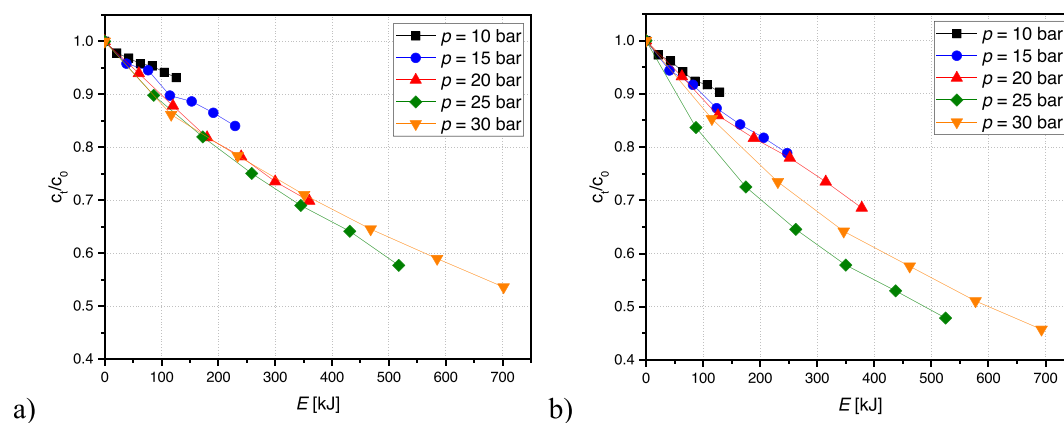 p = 10 bar
p = 15 bar
p = 20 bar
p = 25 bar
p = 30 bar
1.0
0.9
0.8
0.7
0.6
0.5
0.4
cₜ/c₀
0 100 200 300 400 500 600 700
E [kJ]
a)
p = 10 bar
p = 15 bar
p = 20 bar
p = 25 bar
p = 30 bar
1.0
0.9
0.8
0.7
0.6
0.5
0.4
cₜ/c₀
0 100 200 300 400 500 600 700
E [kJ]
b)